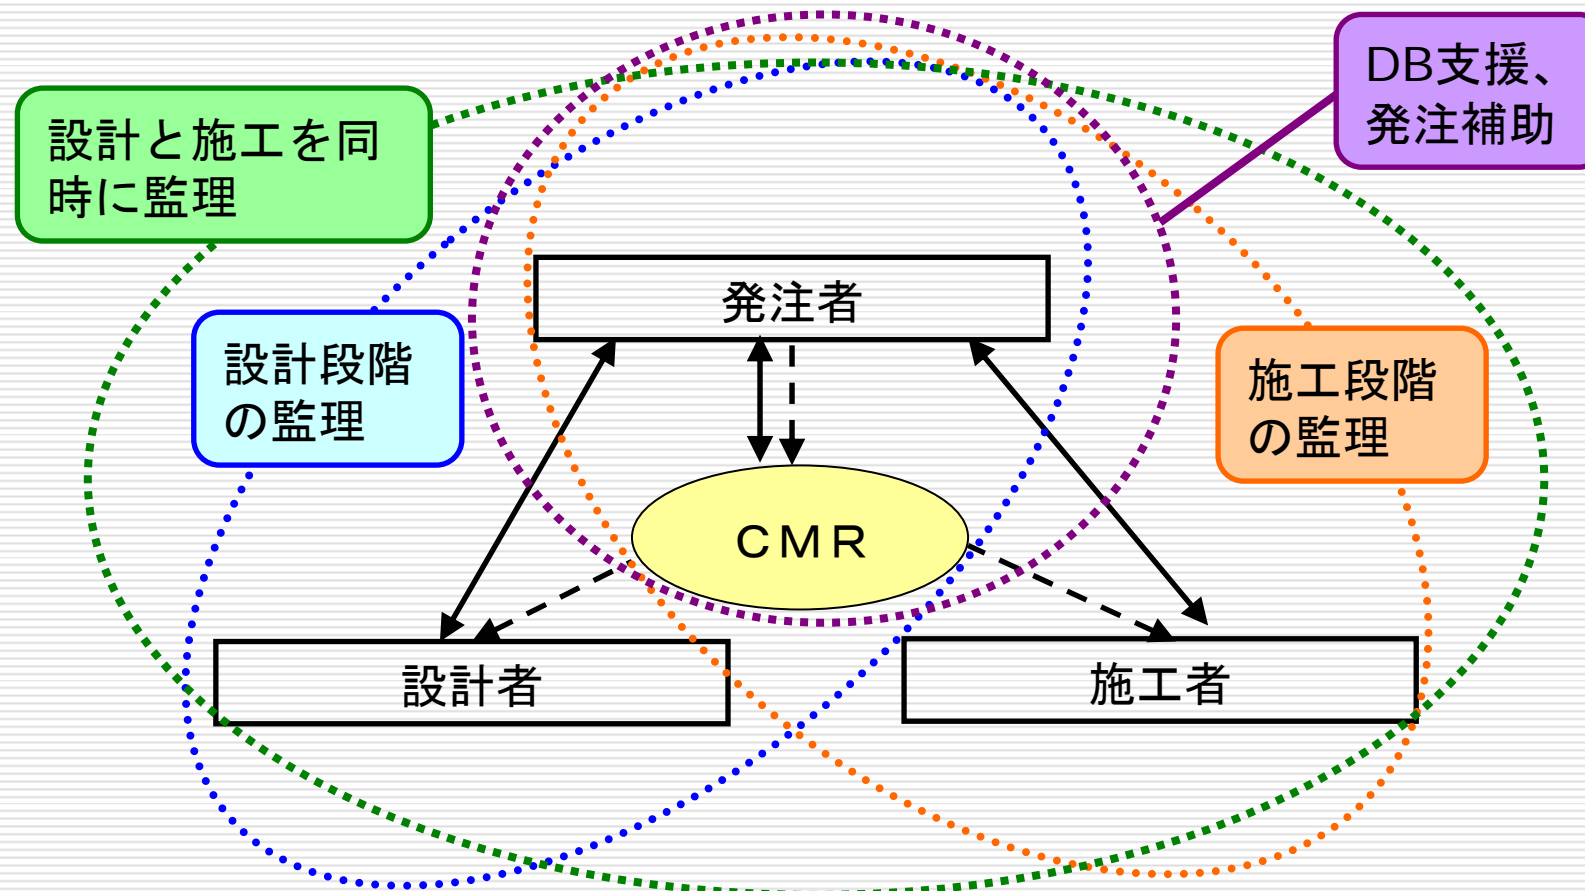 DB支援、
発注補助
設計と施工を同
時に監理
発注者
設計段階
の監理
施工段階
の監理
ＣＭＲ
設計者
施工者